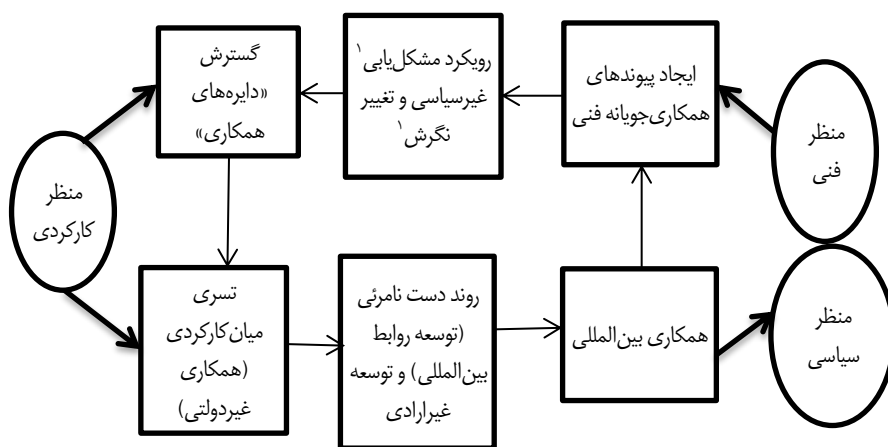 منظر
فنی
ایجاد پیوندهای
همکاری‌جویانه فنی
رویکرد مشکل‌یابی۱
غیرسیاسی و تغییر
نگرش۱
گسترش
«دایره‌های
همکاری»
منظر
کارکردی
تسری
میان‌کارکردی
(همکاری
غیردولتی)
روند دست نامرئی
(توسعه روابط
بین‌المللی) و توسعه
غیرارادی
همکاری بین‌المللی
منظر
سیاسی